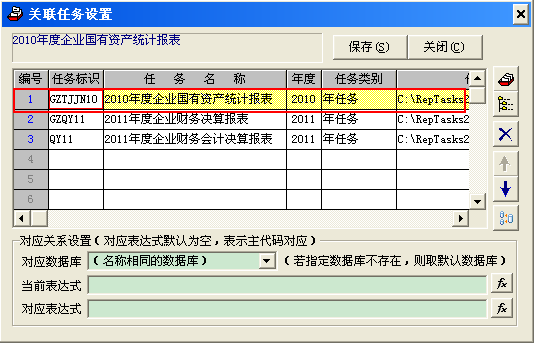 关联任务设置
2010年度企业国有资产统计报表
保存(S) 关闭(C)
编号 任务标识 任 务 名 称 年度 任务类别
1 GZTJJN10 2010年度企业国有资产统计报表 2010 年任务 C:\RepTasks2
2 GZQY11 2011年度企业财务决算报表 2011 年任务 C:\RepTasks2
3 QY11 2011年度企业财务会计决算报表 2011 年任务 C:\RepTasks2
4
5
6
对应关系设置(对应表达式默认为空,表示主代码对应)
对应数据库 (名称相同的数据库) (若指定数据库不存在,则取默认数据库)
当前表达式 fx
对应表达式 fx